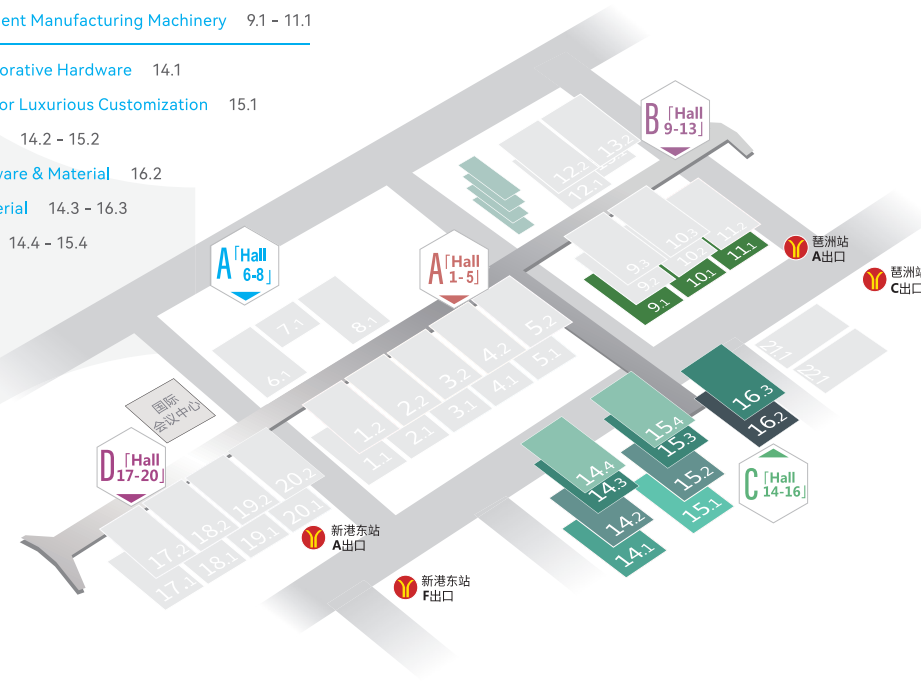 ent Manufacturing Machinery 9.1 - 11.1
orative Hardware 14.1
or Luxurious Customization 15.1
14.2 - 15.2
ware & Material 16.2
erial 14.3 - 16.3
14.4 - 15.4
B「Hall 9-13」
13.2
12.2
12.1
A「Hall 6-8」
A「Hall 1-5」
11.2
10.3
10.2
9.3
9.2
11.1
10.1
9.1
琶洲站
A出口
琶洲站
C出口
7.1
8.1
6.1
5.2
4.2
3.2
2.2
1.2
5.1
4.1
3.1
2.1
1.1
21.1
22.1
16.3
16.2
15.4
15.3
15.2
15.1
14.4
14.3
14.2
14.1
C「Hall 14-16」
国际
会议中心
D「Hall 17-20」
20.2
19.2
18.2
17.2
20.1
19.1
18.1
17.1
新港东站
A出口
新港东站
F出口